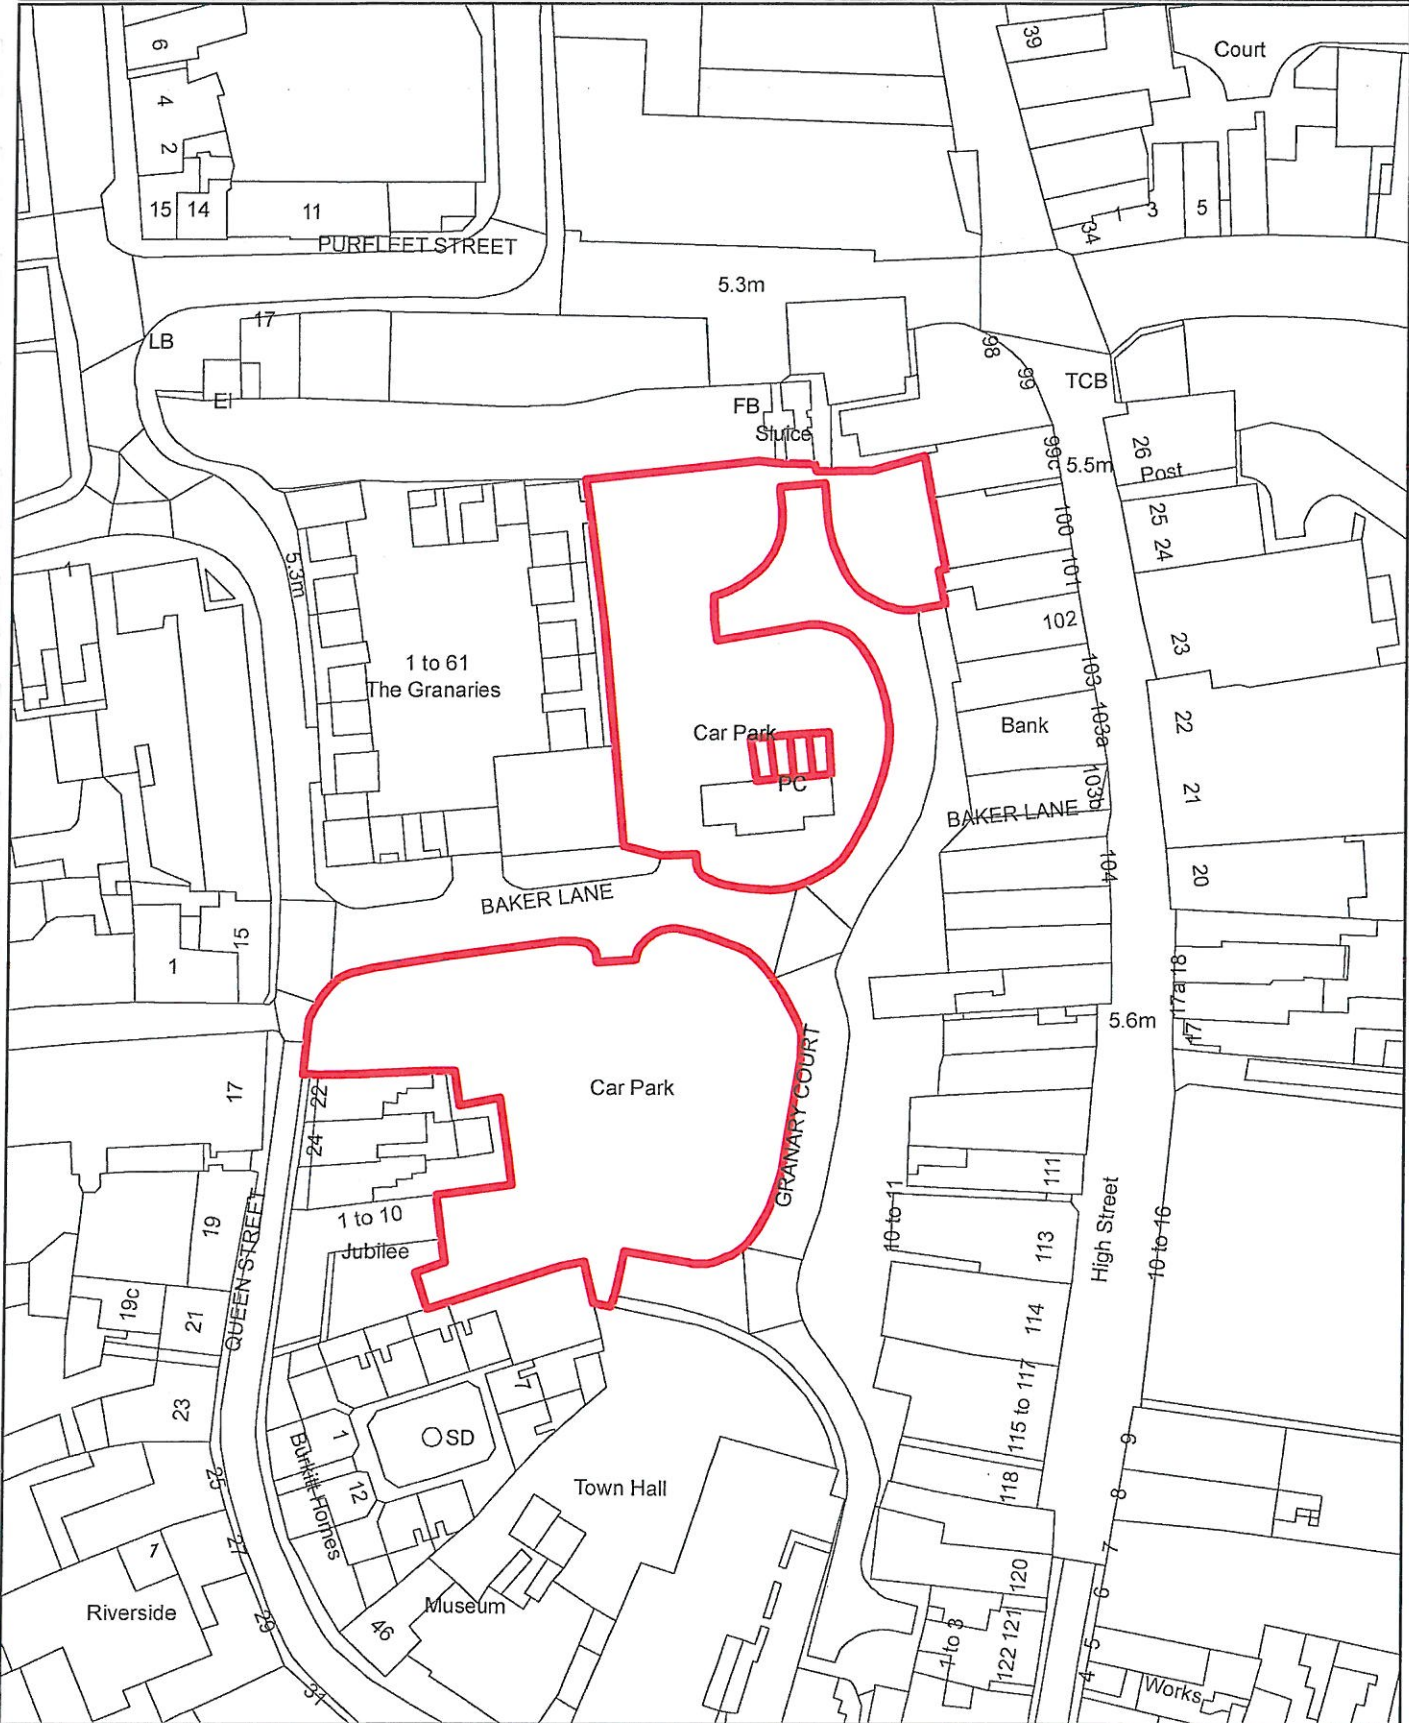 6
4
2
15 14 11
PURFLEET STREET
39
Court
34 1 3 5
5.3m
LB
17
El
FB
Sluice
98
99
TCB
99c
5.5m
26
Post
100
25
24
101
102
23
5.3m
1
1 to 61
The Granaries
103
103a
22
Bank
Car Park
PC
103b
21
BAKER LANE
104
20
BAKER LANE
15
1
17a 18
17
5.6m
Car Park
GRANARY COURT
17
22
24
111
1 to 10
Jubilee
10 to 11
113
High Street
10 to 16
19
QUEEN STREET
19c
21
114
115 to 117
23
7
1
SD
12
Burkitt Homes
Town Hall
118
9
8
25
27
7
29
31
Riverside
46
Museum
120
1 to 3
122 121
7
6
5
4
Works